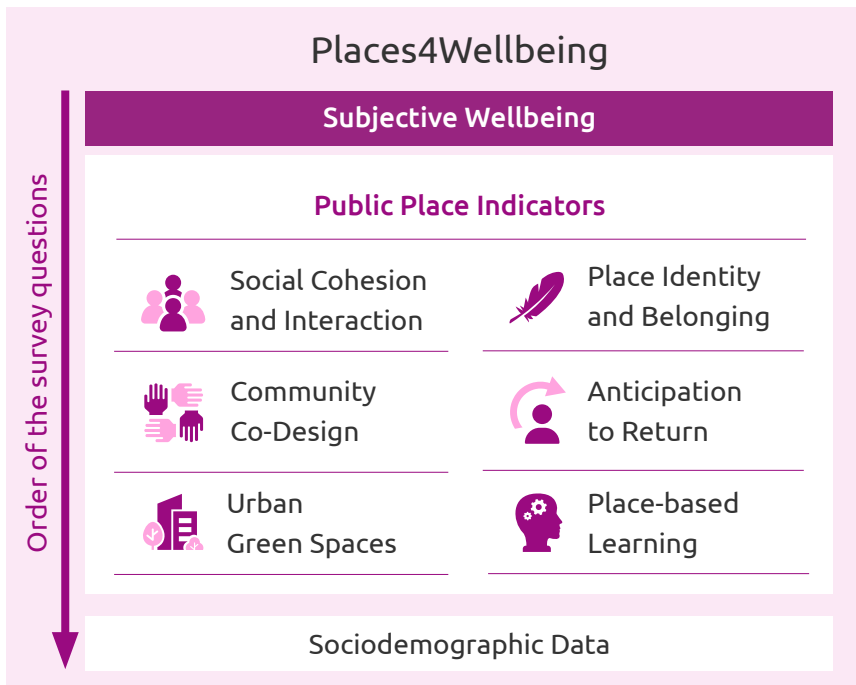 Places4Wellbeing
Order of the survey questions
Subjective Wellbeing
Public Place Indicators
Social Cohesion
and Interaction
Place Identity
and Belonging
Community
Co-Design
Anticipation
to Return
Urban
Green Spaces
Place-based
Learning
Sociodemographic Data